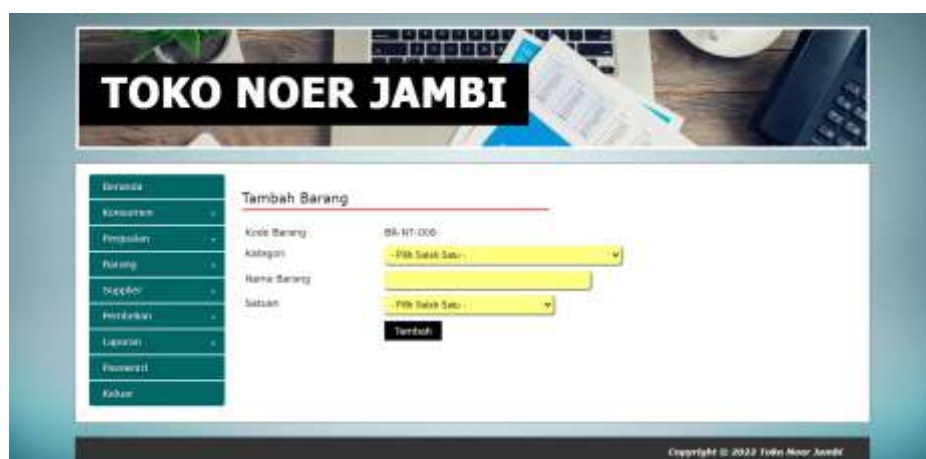 TOKO NOER JAMBI
Beranda
Konsumen
Penjualan
Barang
Supplier
Pembelian
Laporan
Password
Keluar
Tambah Barang
Kode Barang BR-NT-006
Kategori - Pilih Salah Satu -
Nama Barang
Satuan - Pilih Salah Satu -
Tambah
Copyright © 2022 Toko Noer Jambi